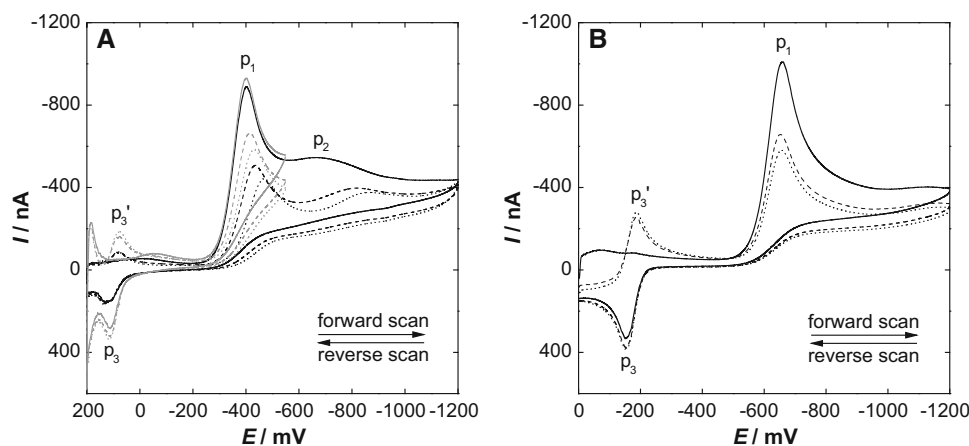 A
B
-1200
-800
-400
0
400
I / nA
p1
p2
p3'
p3
forward scan
reverse scan
200 0 -200 -400 -600 -800 -1000 -1200
E / mV
-1200
-800
-400
0
400
I / nA
p1
p3'
p3
forward scan
reverse scan
0 -200 -400 -600 -800 -1000 -1200
E / mV